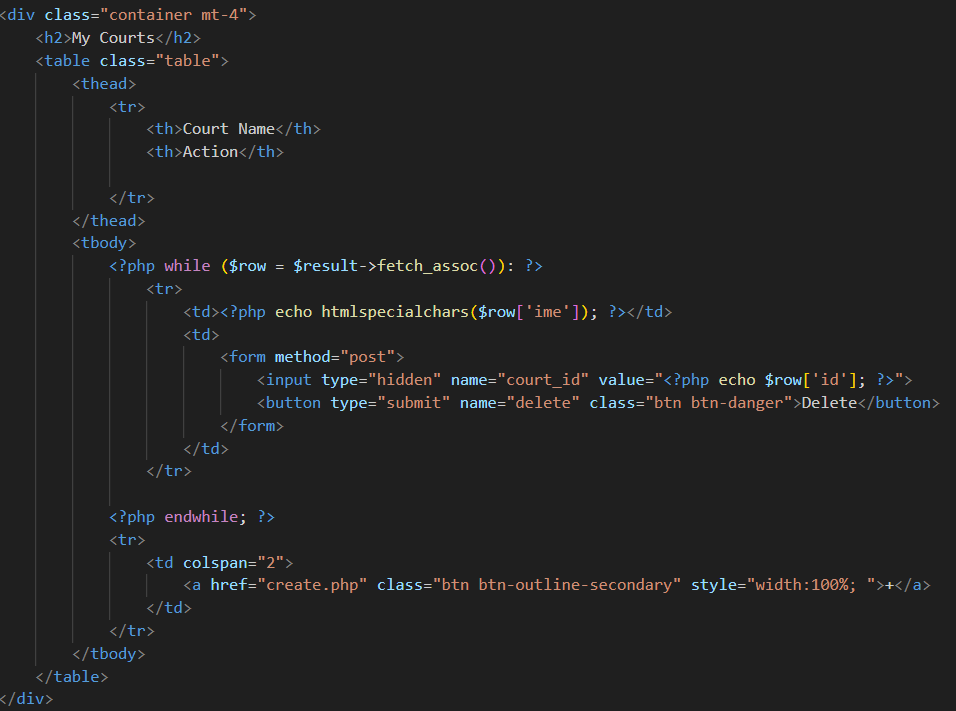 <div class="container mt-4">
    <h2>My Courts</h2>
    <table class="table">
        <thead>
            <tr>
                <th>Court Name</th>
                <th>Action</th>

            </tr>
        </thead>
        <tbody>
            <?php while ($row = $result->fetch_assoc()): ?>
                <tr>
                    <td><?php echo htmlspecialchars($row['ime']); ?></td>
                    <td>
                        <form method="post">
                            <input type="hidden" name="court_id" value="<?php echo $row['id']; ?>">
                            <button type="submit" name="delete" class="btn btn-danger">Delete</button>
                        </form>
                    </td>
                </tr>

            <?php endwhile; ?>
            <tr>
                <td colspan="2">
                    <a href="create.php" class="btn btn-outline-secondary" style="width:100%; ">+</a>
                </td>
            </tr>
        </tbody>
    </table>
</div>